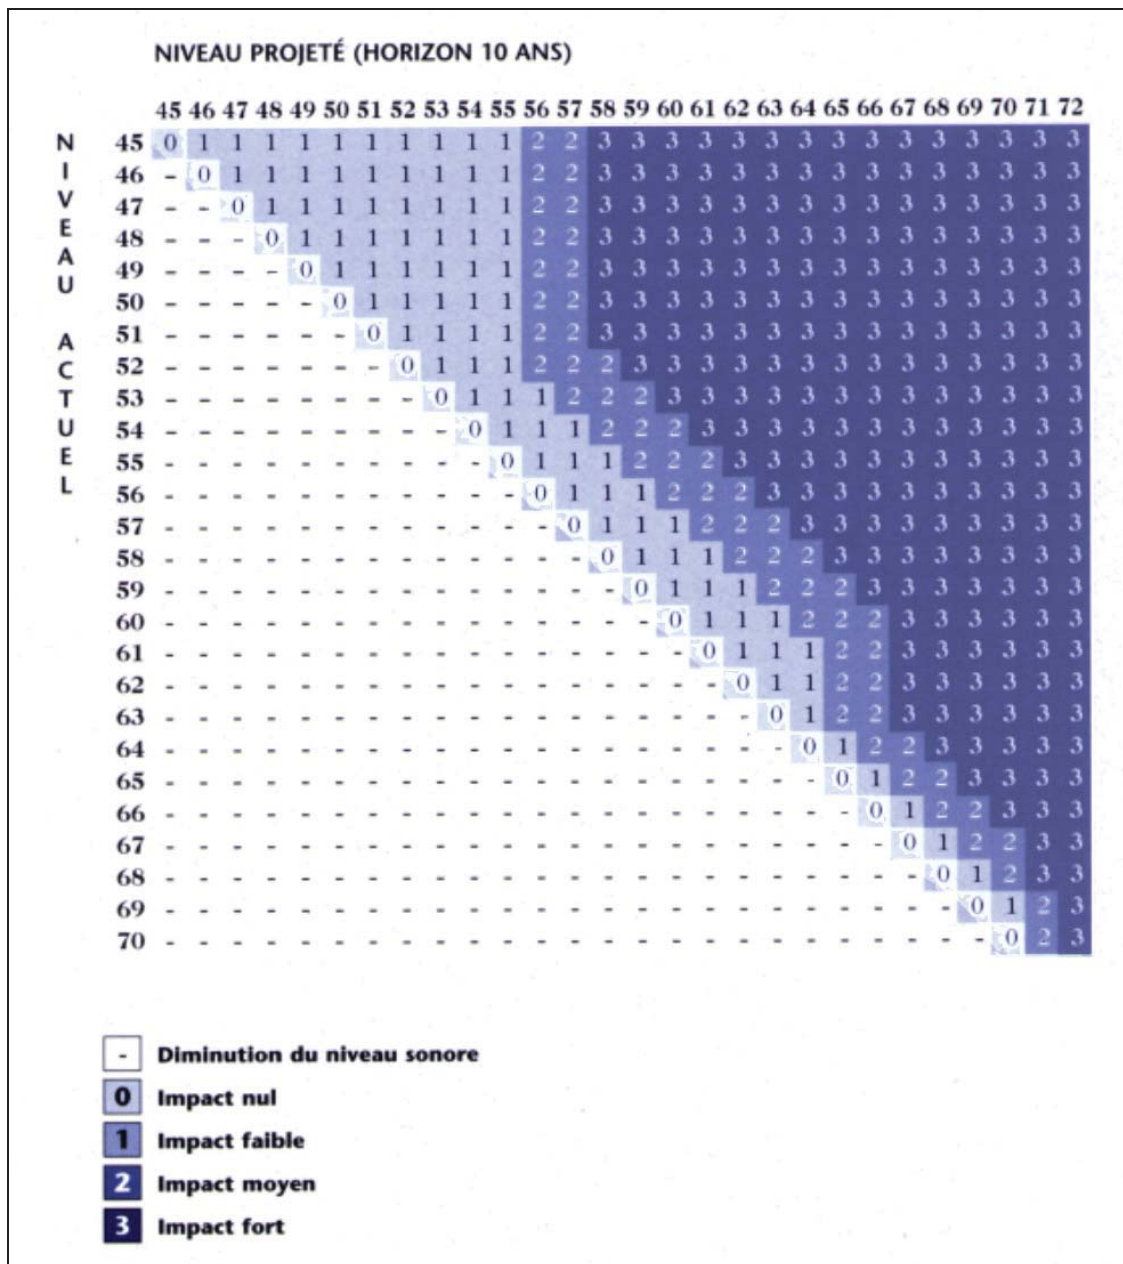 NIVEAU PROJETÉ (HORIZON 10 ANS)
NIVEAU ACTUEL
45 46 47 48 49 50 51 52 53 54 55 56 57 58 59 60 61 62 63 64 65 66 67 68 69 70 71 72
45 0 1 1 1 1 1 1 1 1 1 1 2 2 3 3 3 3 3 3 3 3 3 3 3 3 3 3 3
46 - 0 1 1 1 1 1 1 1 1 1 2 2 3 3 3 3 3 3 3 3 3 3 3 3 3 3 3
47 - - 0 1 1 1 1 1 1 1 1 2 2 3 3 3 3 3 3 3 3 3 3 3 3 3 3 3
48 - - - 0 1 1 1 1 1 1 1 2 2 3 3 3 3 3 3 3 3 3 3 3 3 3 3 3
49 - - - - 0 1 1 1 1 1 1 2 2 3 3 3 3 3 3 3 3 3 3 3 3 3 3 3
50 - - - - - 0 1 1 1 1 1 2 2 3 3 3 3 3 3 3 3 3 3 3 3 3 3 3
51 - - - - - - 0 1 1 1 1 2 2 3 3 3 3 3 3 3 3 3 3 3 3 3 3 3
52 - - - - - - - 0 1 1 1 2 2 2 3 3 3 3 3 3 3 3 3 3 3 3 3 3
53 - - - - - - - - 0 1 1 1 2 2 2 3 3 3 3 3 3 3 3 3 3 3 3 3
54 - - - - - - - - - 0 1 1 1 2 2 2 3 3 3 3 3 3 3 3 3 3 3 3
55 - - - - - - - - - - 0 1 1 1 2 2 2 3 3 3 3 3 3 3 3 3 3 3
56 - - - - - - - - - - - 0 1 1 1 2 2 2 3 3 3 3 3 3 3 3 3 3
57 - - - - - - - - - - - - 0 1 1 1 2 2 2 3 3 3 3 3 3 3 3 3
58 - - - - - - - - - - - - - 0 1 1 1 2 2 2 3 3 3 3 3 3 3 3
59 - - - - - - - - - - - - - - 0 1 1 1 2 2 2 3 3 3 3 3 3 3
60 - - - - - - - - - - - - - - - 0 1 1 1 2 2 2 3 3 3 3 3 3
61 - - - - - - - - - - - - - - - - 0 1 1 1 2 2 3 3 3 3 3 3
62 - - - - - - - - - - - - - - - - - 0 1 1 2 2 3 3 3 3 3 3
63 - - - - - - - - - - - - - - - - - - 0 1 2 2 3 3 3 3 3 3
64 - - - - - - - - - - - - - - - - - - - 0 1 2 2 3 3 3 3 3
65 - - - - - - - - - - - - - - - - - - - - 0 1 2 2 3 3 3 3
66 - - - - - - - - - - - - - - - - - - - - - 0 1 2 2 3 3 3
67 - - - - - - - - - - - - - - - - - - - - - - 0 1 2 2 3 3
68 - - - - - - - - - - - - - - - - - - - - - - - 0 1 2 3 3
69 - - - - - - - - - - - - - - - - - - - - - - - - 0 1 2 3
70 - - - - - - - - - - - - - - - - - - - - - - - - - 0 2 3
- Diminution du niveau sonore
0 Impact nul
1 Impact faible
2 Impact moyen
3 Impact fort